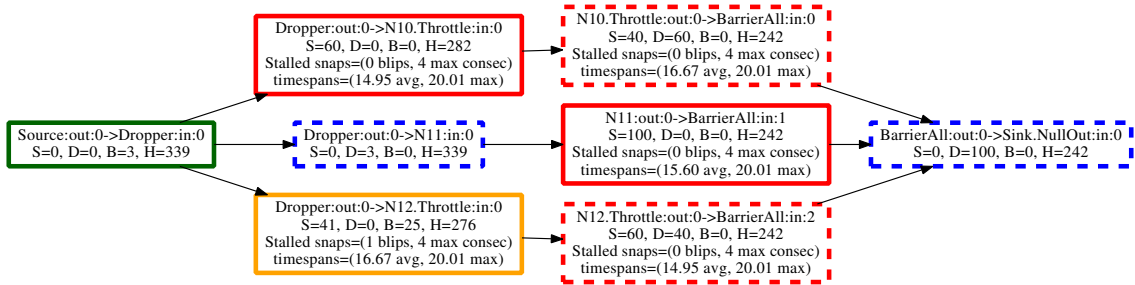 Source:out:0->Dropper:in:0
S=0, D=0, B=3, H=339
Dropper:out:0->N10.Throttle:in:0
S=60, D=0, B=0, H=282
Stalled snaps=(0 blips, 4 max consec)
timespans=(14.95 avg, 20.01 max)
Dropper:out:0->N11:in:0
S=0, D=3, B=0, H=339
Dropper:out:0->N12.Throttle:in:0
S=41, D=0, B=25, H=276
Stalled snaps=(1 blips, 4 max consec)
timespans=(16.67 avg, 20.01 max)
N10.Throttle:out:0->BarrierAll:in:0
S=40, D=60, B=0, H=242
Stalled snaps=(0 blips, 4 max consec)
timespans=(16.67 avg, 20.01 max)
N11:out:0->BarrierAll:in:1
S=100, D=0, B=0, H=242
Stalled snaps=(0 blips, 4 max consec)
timespans=(15.60 avg, 20.01 max)
N12.Throttle:out:0->BarrierAll:in:2
S=60, D=40, B=0, H=242
Stalled snaps=(0 blips, 4 max consec)
timespans=(14.95 avg, 20.01 max)
BarrierAll:out:0->Sink.NullOut:in:0
S=0, D=100, B=0, H=242